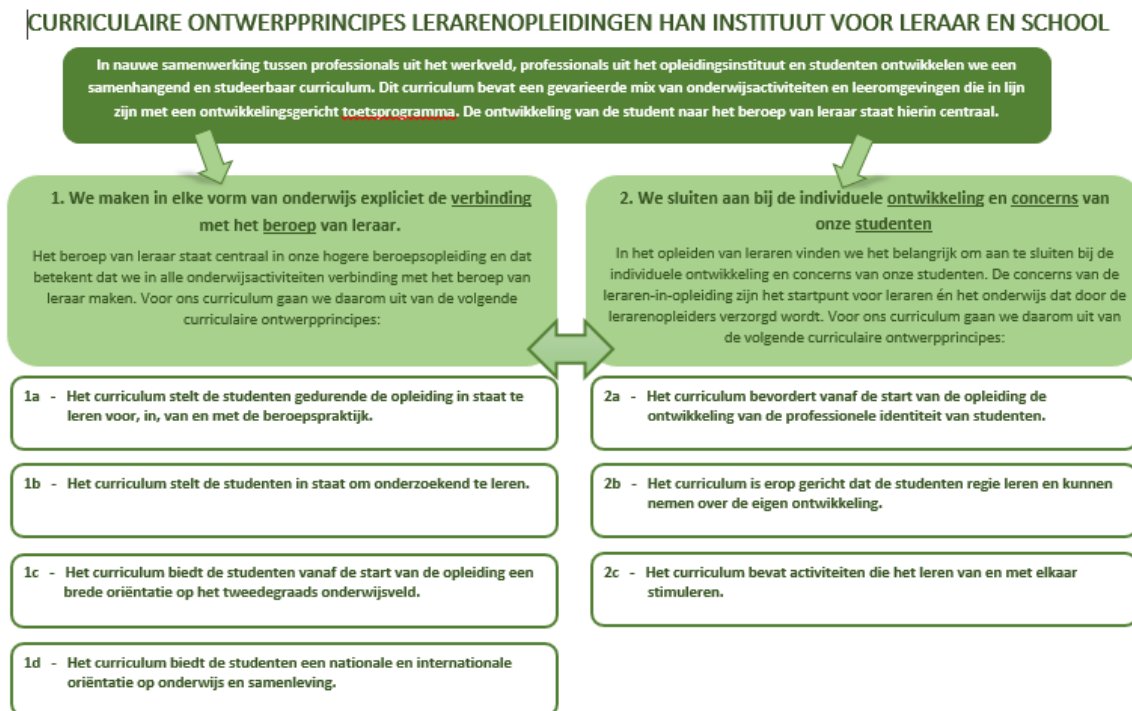 CURRICULAIRE ONTWERPPRINCIPES LERARENOPLEIDINGEN HAN INSTITUUT VOOR LERAAR EN SCHOOL
In nauwe samenwerking tussen professionals uit het werkveld, professionals uit het opleidingsinstituut en studenten ontwikkelen we een
samenhangend en studeerbaar curriculum. Dit curriculum bevat een gevarieerde mix van onderwijsactiviteiten en leeromgevingen die in lijn
zijn met een ontwikkelingsgericht toetsprogramma. De ontwikkeling van de student naar het beroep van leraar staat hierin centraal.
1. We maken in elke vorm van onderwijs expliciet de verbinding
met het beroep van leraar.
Het beroep van leraar staat centraal in onze hogere beroepsopleiding en dat
betekent dat we in alle onderwijsactiviteiten verbinding met het beroep van
leraar maken. Voor ons curriculum gaan we daarom uit van de volgende
curriculaire ontwerpprincipes:
1a - Het curriculum stelt de studenten gedurende de opleiding in staat te
leren voor, in, van en met de beroepspraktijk.
1b - Het curriculum stelt de studenten in staat om onderzoekend te leren.
1c - Het curriculum biedt de studenten vanaf de start van de opleiding een
brede oriëntatie op het tweedegraads onderwijsveld.
1d - Het curriculum biedt de studenten een nationale en internationale
oriëntatie op onderwijs en samenleving.
2. We sluiten aan bij de individuele ontwikkeling en concerns van
onze studenten
In het opleiden van leraren vinden we het belangrijk om aan te sluiten bij de
individuele ontwikkeling en concerns van onze studenten. De concerns van de
leraren-in-opleiding zijn het startpunt voor leraren én het onderwijs dat door de
lerarenopleiders verzorgd wordt. Voor ons curriculum gaan we daarom uit van
de volgende curriculaire ontwerpprincipes:
2a - Het curriculum bevordert vanaf de start van de opleiding de
ontwikkeling van de professionele identiteit van studenten.
2b - Het curriculum is erop gericht dat de studenten regie leren en kunnen
nemen over de eigen ontwikkeling.
2c - Het curriculum bevat activiteiten die het leren van en met elkaar
stimuleren.